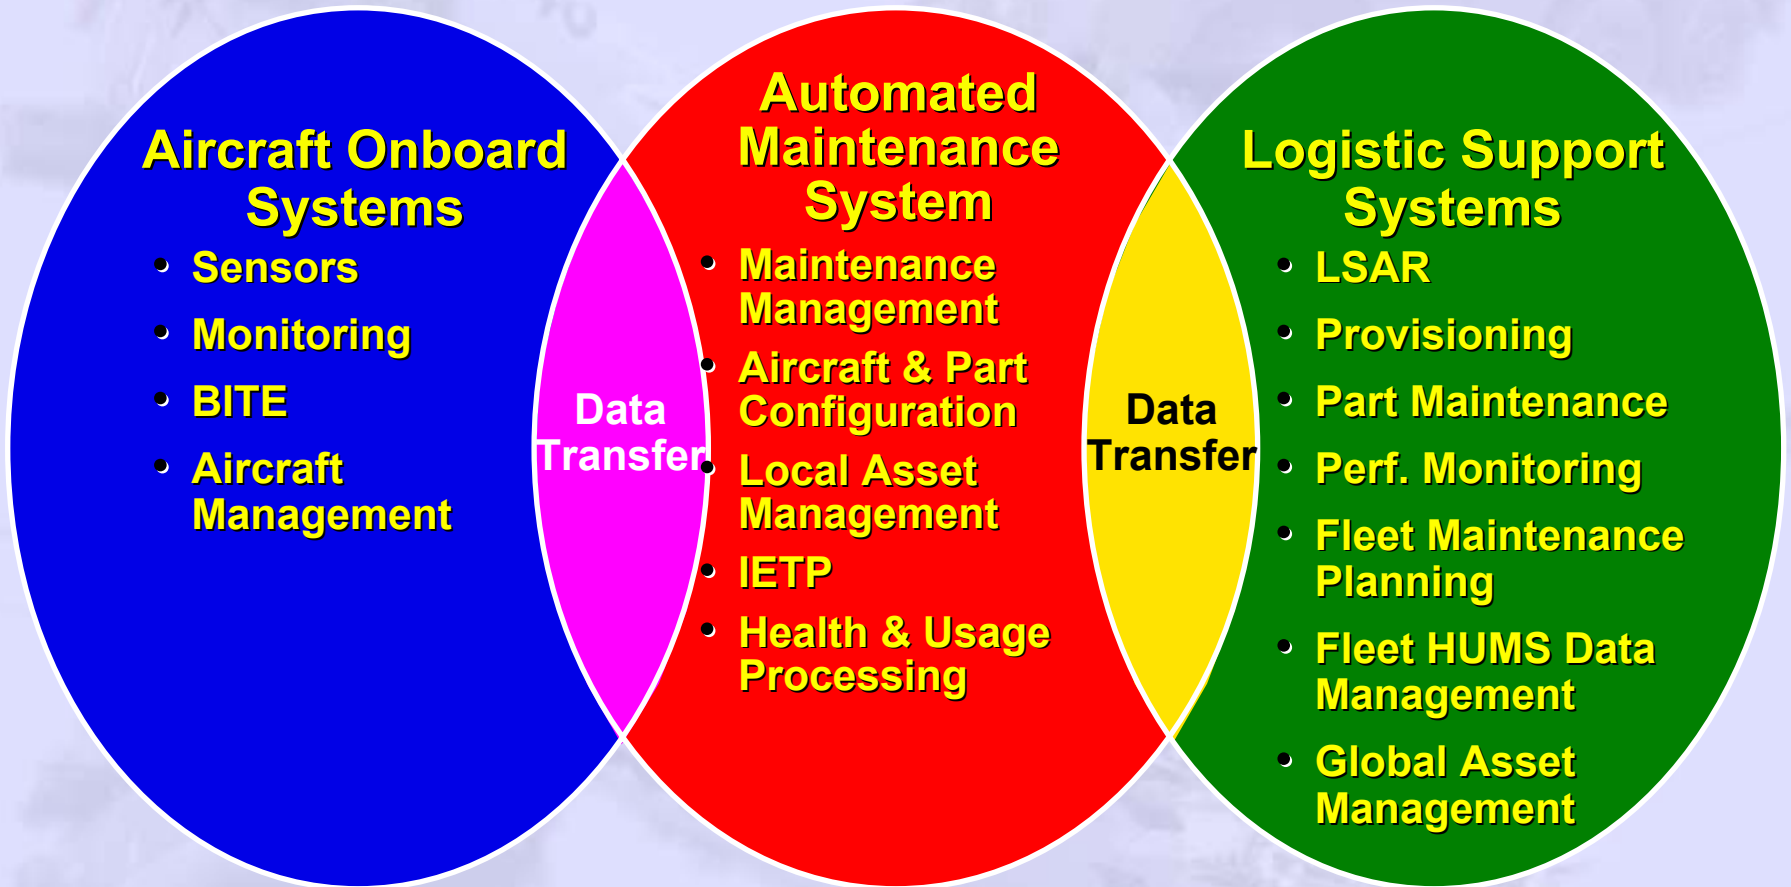 Aircraft Onboard
Systems
• Sensors
• Monitoring
• BITE
• Aircraft
Management
Data
Transfer
Automated
Maintenance
System
• Maintenance
Management
• Aircraft & Part
Configuration
• Local Asset
Management
• IETP
• Health & Usage
Processing
Data
Transfer
Logistic Support
Systems
• LSAR
• Provisioning
• Part Maintenance
• Perf. Monitoring
• Fleet Maintenance
Planning
• Fleet HUMS Data
Management
• Global Asset
Management